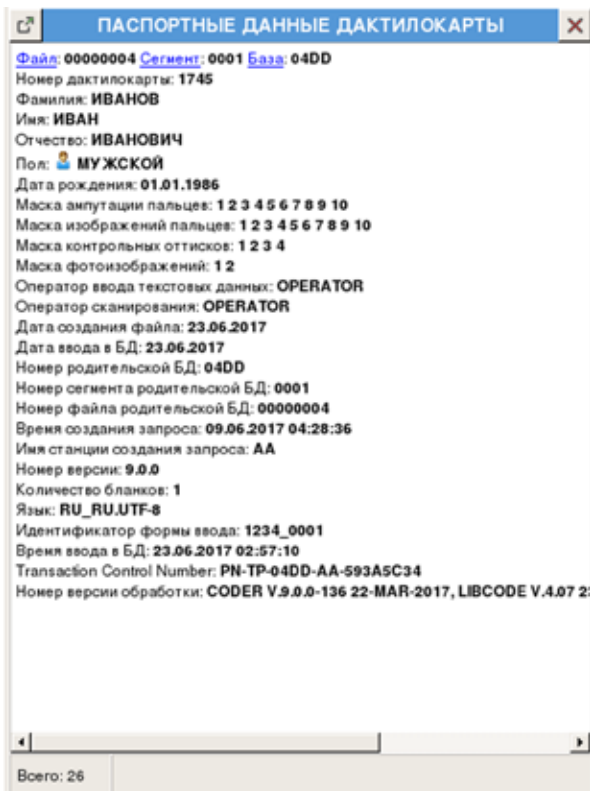 ПАСПОРТНЫЕ ДАННЫЕ ДАКТИЛОКАРТЫ
Файл: 00000004 Сегмент: 0001 База: 04DD
Номер дактилокарты: 1745
Фамилия: ИВАНОВ
Имя: ИВАН
Отчество: ИВАНОВИЧ
Пол: МУЖСКОЙ
Дата рождения: 01.01.1986
Маска ампутации пальцев: 1 2 3 4 5 6 7 8 9 10
Маска изображений пальцев: 1 2 3 4 5 6 7 8 9 10
Маска контрольных оттисков: 1 2 3 4
Маска фотоизображений: 1 2
Оператор ввода текстовых данных: OPERATOR
Оператор сканирования: OPERATOR
Дата создания файла: 23.06.2017
Дата ввода в БД: 23.06.2017
Номер родительской БД: 04DD
Номер сегмента родительской БД: 0001
Номер файла родительской БД: 00000004
Время создания запроса: 09.06.2017 04:28:36
Имя станции создания запроса: AA
Номер версии: 9.0.0
Количество бланков: 1
Язык: RU_RU.UTF-8
Идентификатор формы ввода: 1234_0001
Время ввода в БД: 23.06.2017 02:57:10
Transaction Control Number: PN-TP-04DD-AA-593A5C34
Номер версии обработки: CODER V.9.0.0-136 22-MAR-2017, LIBCODE V.4.07
Всего: 26